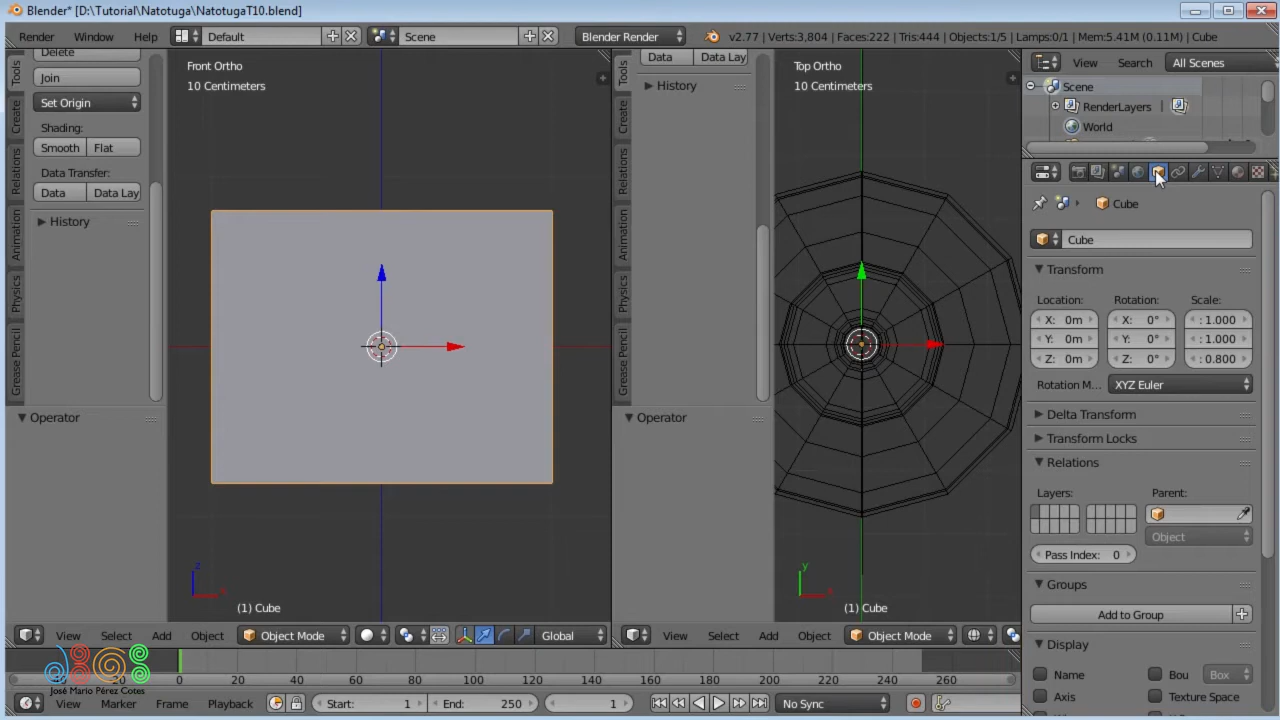 Blender* [D:\Tutorial\Natotuga\NatotugaT10.blend]
Render Window Help Default Scene Blender Render v2.77 | Verts:3,804 | Faces:222 | Tris:444 | Objects:1/5 | Lamps:0/1 | Mem:5.41M (0.11M) | Cube
Delete
Join
Set Origin
Shading:
Smooth Flat
Data Transfer:
Data Data Lay
History
Operator
Tools
Create
Relations
Animation
Physics
Grease Pencil
Front Ortho
10 Centimeters
z
(1) Cube
Data Data Lay
History
Operator
Tools
Create
Relations
Animation
Physics
Grease Pencil
Top Ortho
10 Centimeters
y
(1) Cube
View Search All Scenes
Scene
RenderLayers
World
Cube
Cube
Transform
Location: Rotation: Scale:
X: 0m X: 0° : 1.000
Y: 0m Y: 0° : 1.000
Z: 0m Z: 0° : 0.800
Rotation M... XYZ Euler
Delta Transform
Transform Locks
Relations
Layers: Parent:
Object
Pass Index: 0
Groups
Add to Group
Display
Name Bou Box
Axis Texture Space
View Select Add Object Object Mode Global
View Select Add Object Object Mode
0 20 40 60 80 100 120 140 160 180 200 220 240 260
View Marker Frame Playback Start: 1 End: 250 1 No Sync
José Mario Pérez Cotes